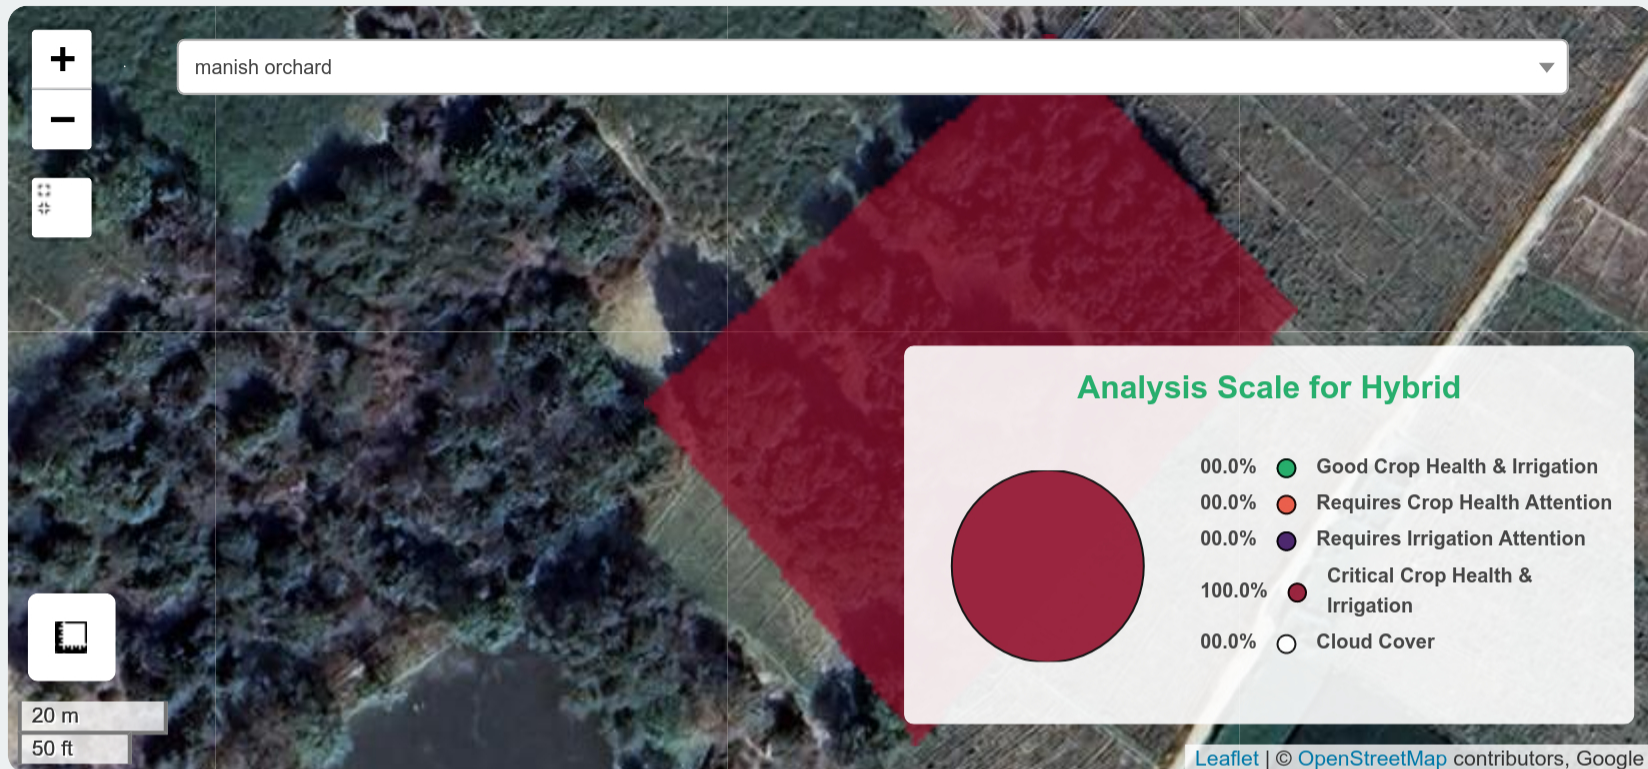 +
manish orchard
−
Analysis Scale for Hybrid
00.0% Good Crop Health & Irrigation
00.0% Requires Crop Health Attention
00.0% Requires Irrigation Attention
100.0% Critical Crop Health &
Irrigation
00.0% Cloud Cover
20 m
50 ft
Leaflet | © OpenStreetMap contributors, Google